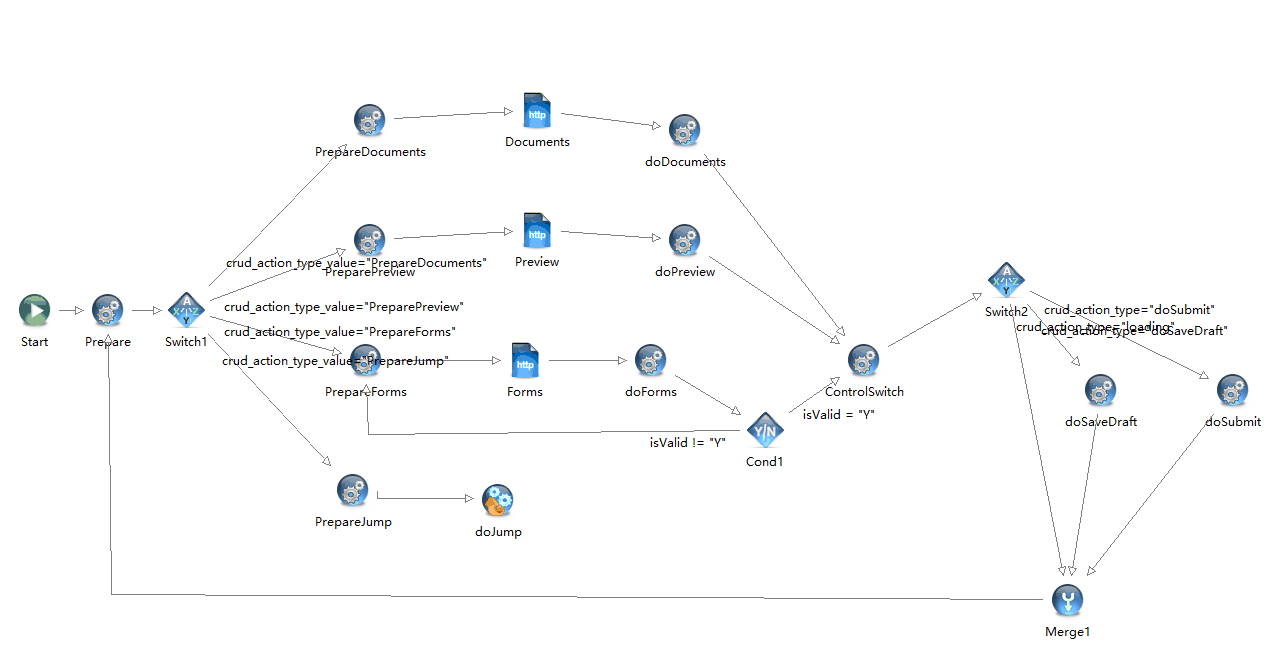 http
PrepareDocuments
Documents
doDocuments
http
PreparePreview
Preview
doPreview
crud_action_type_value="PrepareDocuments"
crud_action_type_value="PreparePreview"
crud_action_type_value="PrepareForms"
crud_action_type_value="PrepareJump"
Start
Prepare
A
X
Z
Y
Switch1
http
PrepareForms
Forms
doForms
isValid != "Y"
Y/N
Cond1
isValid = "Y"
ControlSwitch
A
X
Z
Y
Switch2
crud_action_type="doSubmit"
crud_action_type="loading"
crud_action_type="doSaveDraft"
doSaveDraft
doSubmit
PrepareJump
doJump
Merge1